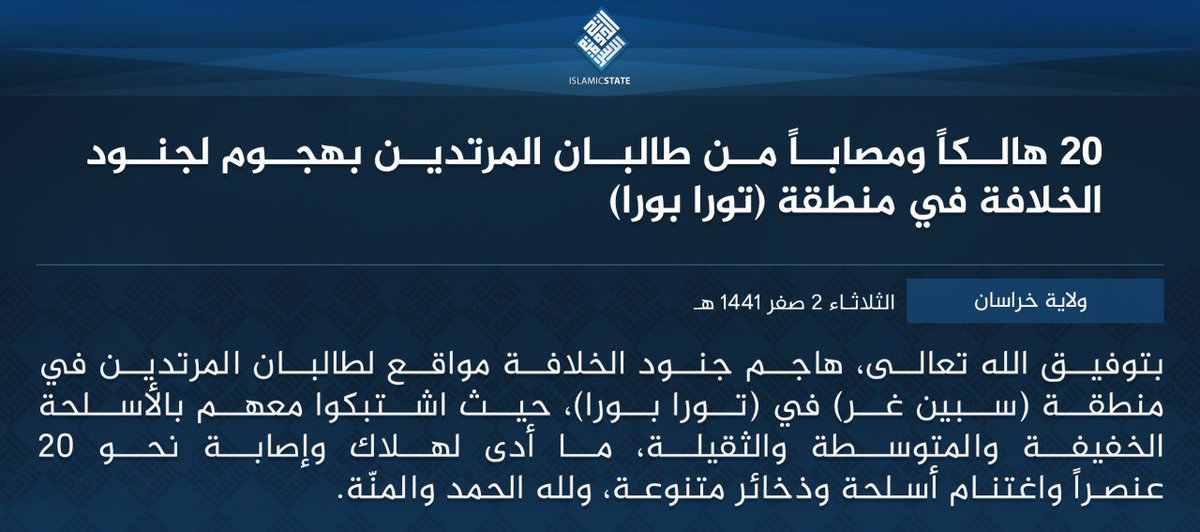 الدولة الإسلامية
ISLAMICSTATE
20 هالكاً ومصاباً من طالبان المرتدين بهجوم لجنود
الخلافة في منطقة (تورا بورا)
ولاية خراسان
الثلاثاء 2 صفر 1441 هـ
بتوفيق الله تعالى، هاجم جنود الخلافة مواقع لطالبان المرتدين في
منطقة (سبين غر) في (تورا بورا)، حيث اشتبكوا معهم بالأسلحة
الخفيفة والمتوسطة والثقيلة، ما أدى لهلاك وإصابة نحو 20
عنصراً واغتنام أسلحة وذخائر متنوعة، ولله الحمد والمنّة.